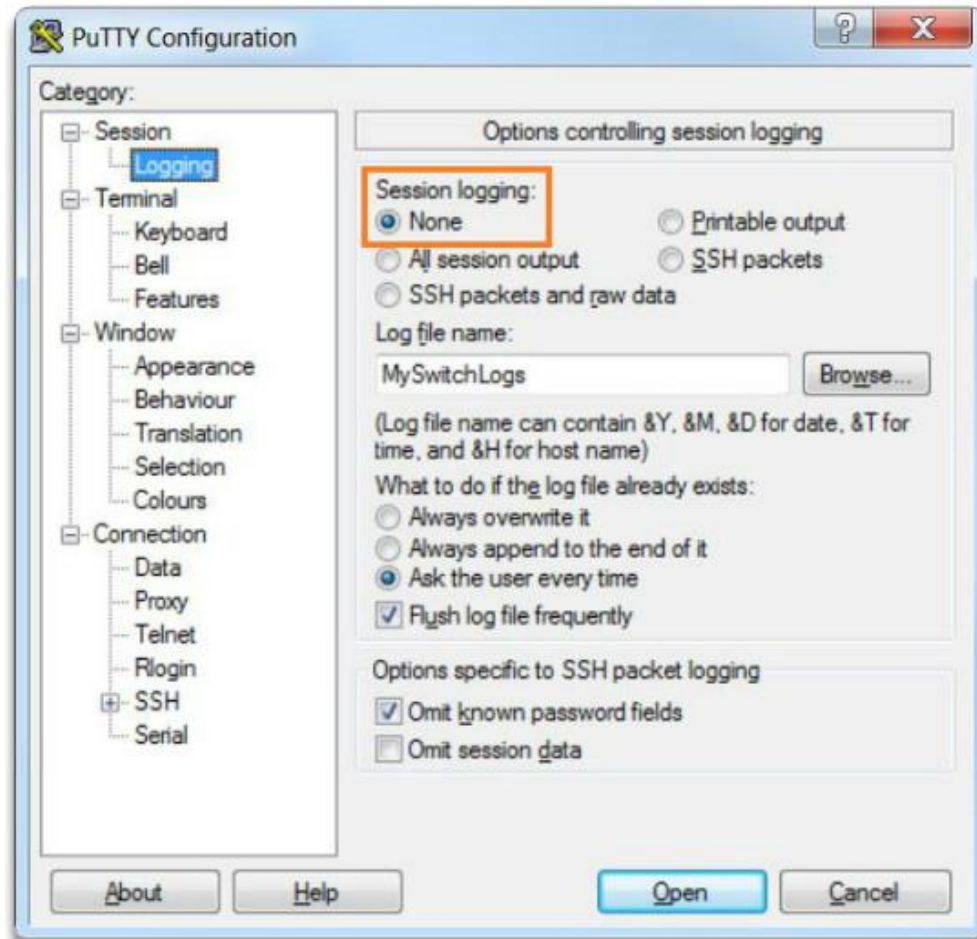 PuTTY Configuration
Category:
Session
Logging
Terminal
Keyboard
Bell
Features
Window
Appearance
Behaviour
Translation
Selection
Colours
Connection
Data
Proxy
Telnet
Rlogin
SSH
Serial
Options controlling session logging
Session logging:
None
Printable output
All session output
SSH packets
SSH packets and raw data
Log file name:
MySwitchLogs
Browse...
(Log file name can contain &Y, &M, &D for date, &T for
time, and &H for host name)
What to do if the log file already exists:
Always overwrite it
Always append to the end of it
Ask the user every time
Flush log file frequently
Options specific to SSH packet logging
Omit known password fields
Omit session data
About
Help
Open
Cancel